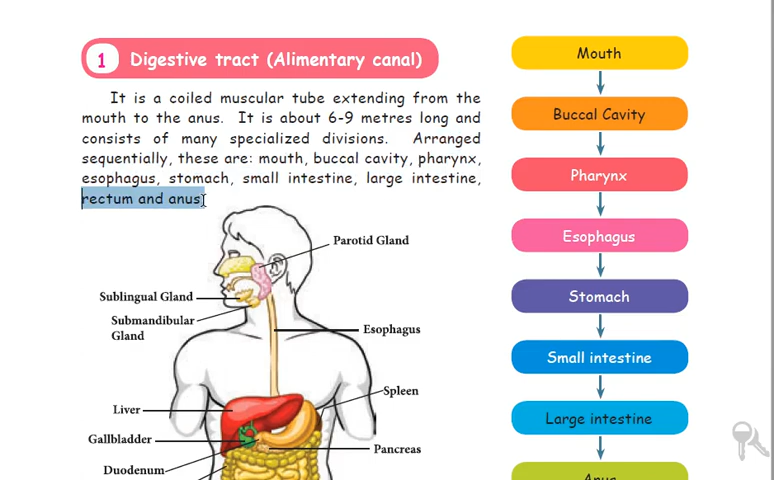 1 Digestive tract (Alimentary canal)
It is a coiled muscular tube extending from the
mouth to the anus. It is about 6-9 metres long and
consists of many specialized divisions. Arranged
sequentially, these are: mouth, buccal cavity, pharynx,
esophagus, stomach, small intestine, large intestine,
rectum and anus
Parotid Gland
Sublingual Gland
Submandibular
Gland
Esophagus
Spleen
Liver
Gallbladder
Pancreas
Duodenum
Mouth
Buccal Cavity
Pharynx
Esophagus
Stomach
Small intestine
Large intestine
Anus